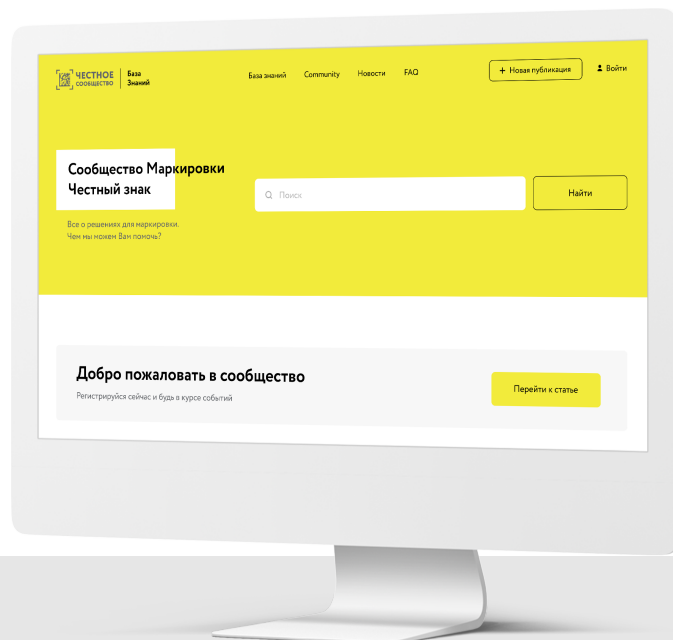 ЧЕСТНОЕ
СООБЩЕСТВО
База
Знаний
База знаний Community Новости FAQ
+ Новая публикация
Войти
Сообщество Маркировки
Честный знак
Поиск
Найти
Все о решениях для маркировки.
Чем мы можем Вам помочь?
Добро пожаловать в сообщество
Регистрируйся сейчас и будь в курсе событий
Перейти к статье